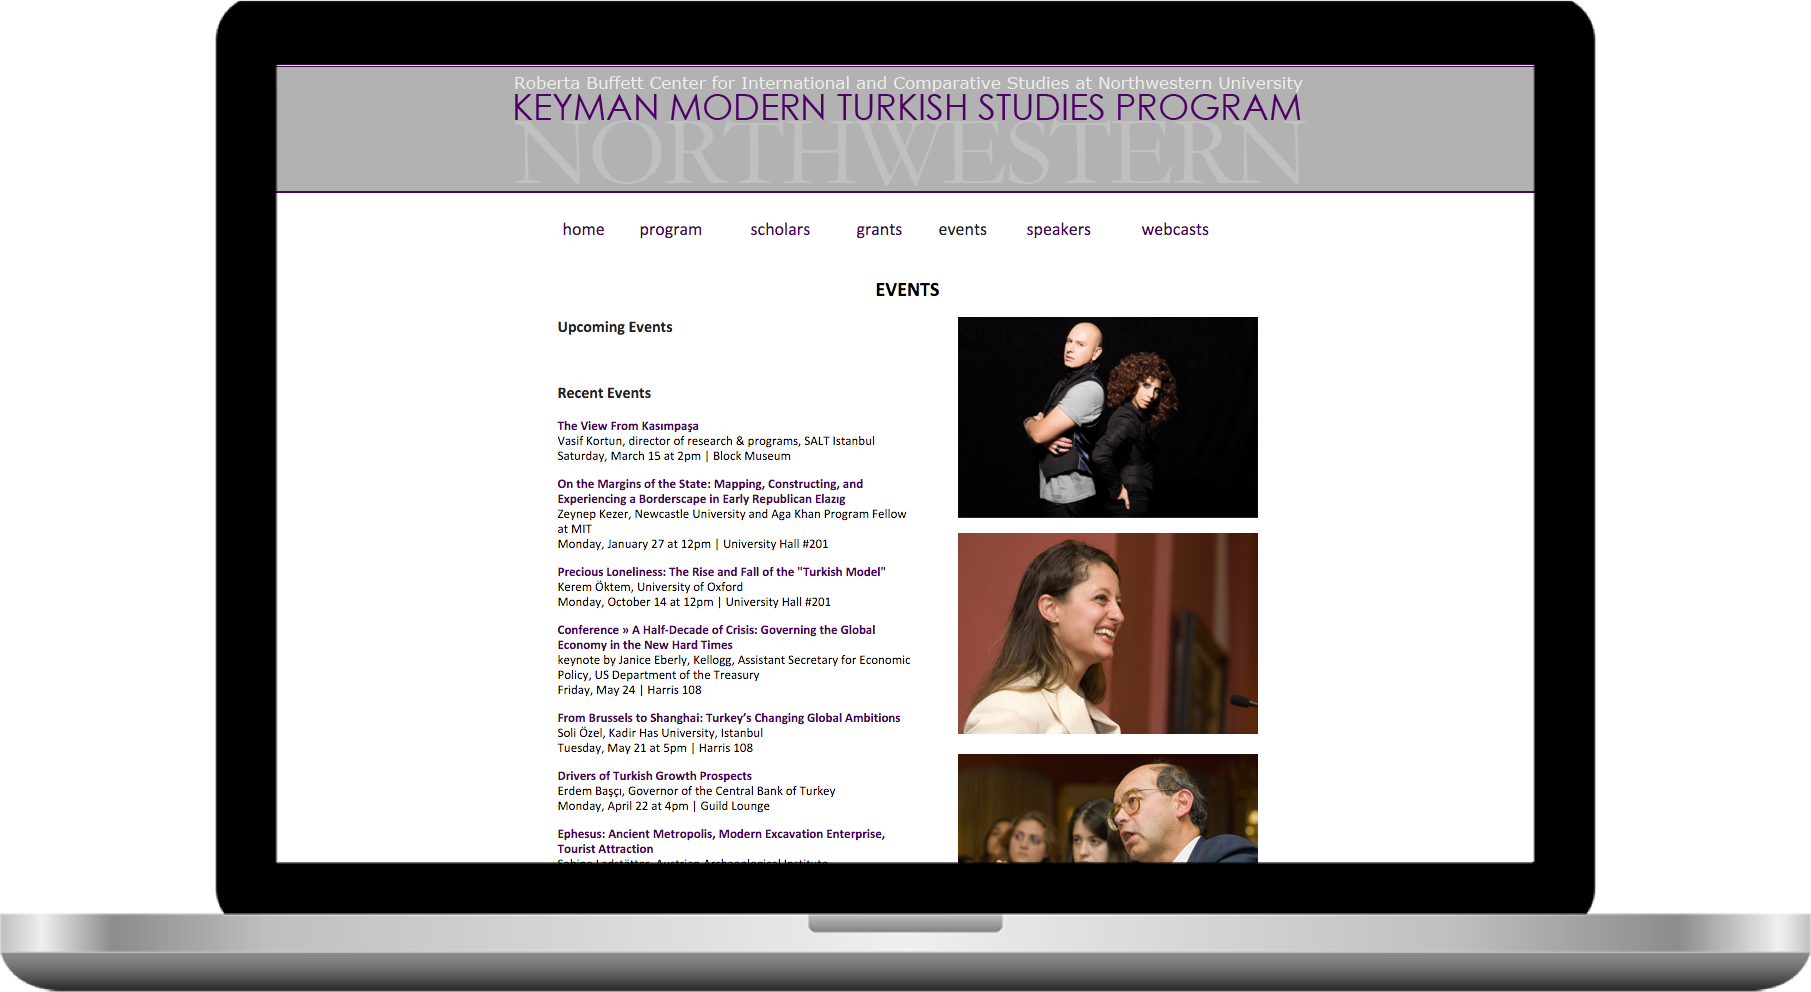 Roberta Buffett Center for International and Comparative Studies at Northwestern University
KEYMAN MODERN TURKISH STUDIES PROGRAM
NORTHWESTERN
home program scholars grants events speakers webcasts
EVENTS
Upcoming Events
Recent Events
The View From Kasımpaşa
Vasif Kortun, director of research & programs, SALT Istanbul
Saturday, March 15 at 2pm | Block Museum
On the Margins of the State: Mapping, Constructing, and
Experiencing a Borderscape in Early Republican Elazıg
Zeynep Kezer, Newcastle University and Aga Khan Program Fellow
at MIT
Monday, January 27 at 12pm | University Hall #201
Precious Loneliness: The Rise and Fall of the "Turkish Model"
Kerem Öktem, University of Oxford
Monday, October 14 at 12pm | University Hall #201
Conference » A Half-Decade of Crisis: Governing the Global
Economy in the New Hard Times
keynote by Janice Eberly, Kellogg, Assistant Secretary for Economic
Policy, US Department of the Treasury
Friday, May 24 | Harris 108
From Brussels to Shanghai: Turkey’s Changing Global Ambitions
Soli Özel, Kadir Has University, Istanbul
Tuesday, May 21 at 5pm | Harris 108
Drivers of Turkish Growth Prospects
Erdem Başçı, Governor of the Central Bank of Turkey
Monday, April 22 at 4pm | Guild Lounge
Ephesus: Ancient Metropolis, Modern Excavation Enterprise,
Tourist Attraction
Sabine Ladstätter, Austrian Archeological Institute